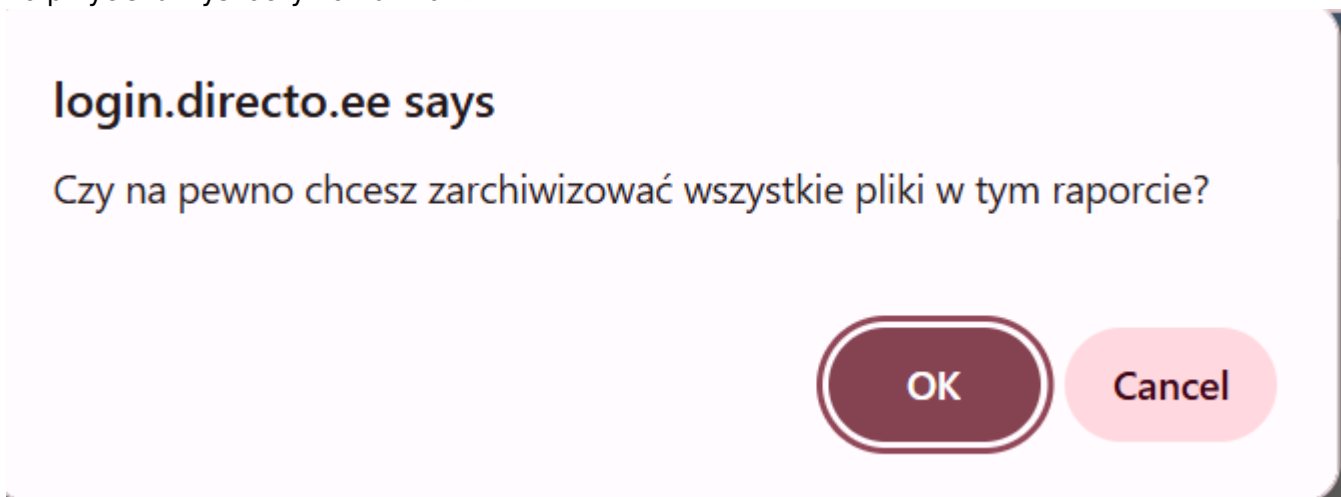 login.directo.ee says
Czy na pewno chcesz zarchiwizować wszystkie pliki w tym raporcie?
OK
Cancel